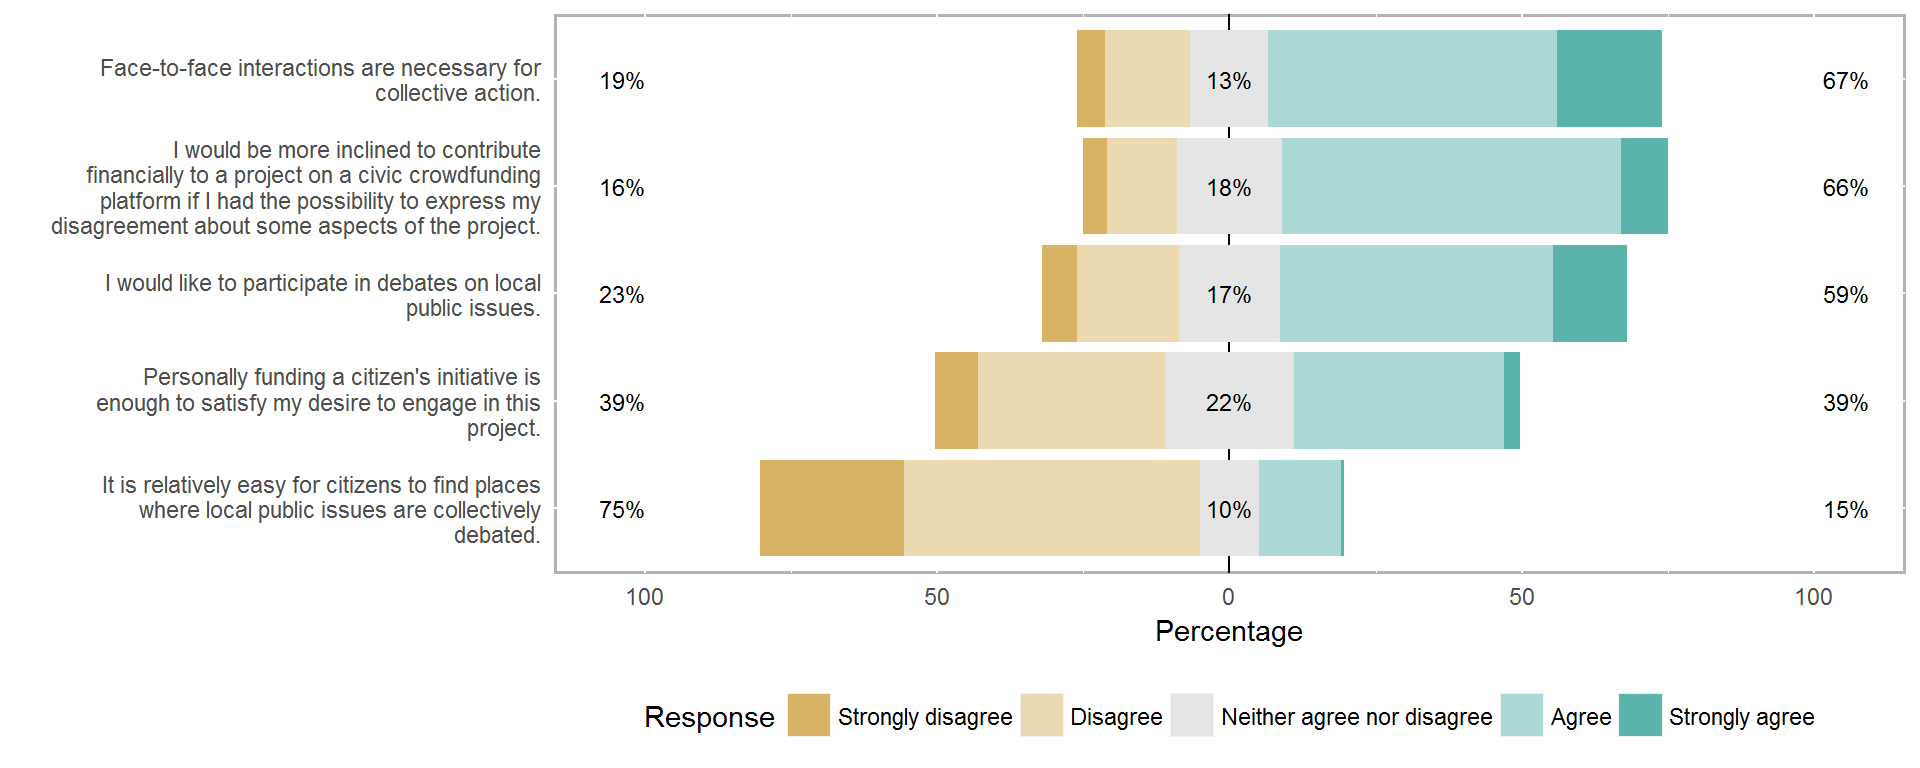 Face-to-face interactions are necessary for
collective action.
19%
13%
67%
I would be more inclined to contribute
financially to a project on a civic crowdfunding
platform if I had the possibility to express my
disagreement about some aspects of the project.
16%
18%
66%
I would like to participate in debates on local
public issues.
23%
17%
59%
Personally funding a citizen's initiative is
enough to satisfy my desire to engage in this
project.
39%
22%
39%
It is relatively easy for citizens to find places
where local public issues are collectively
debated.
75%
10%
15%
100 50 0 50 100
Percentage
Response Strongly disagree Disagree Neither agree nor disagree Agree Strongly agree